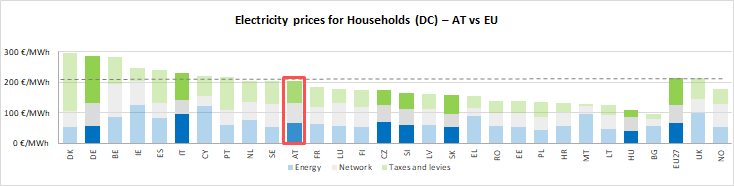 Electricity prices for Households (DC) – AT vs EU
300 €/MWh
200 €/MWh
100 €/MWh
0 €/MWh
DK DE BE IE ES IT CY PT NL SE AT FR LU FI CZ SI LV SK EL RO EE PL HR MT LT HU BG EU27 UK NO
Energy Network Taxes and levies